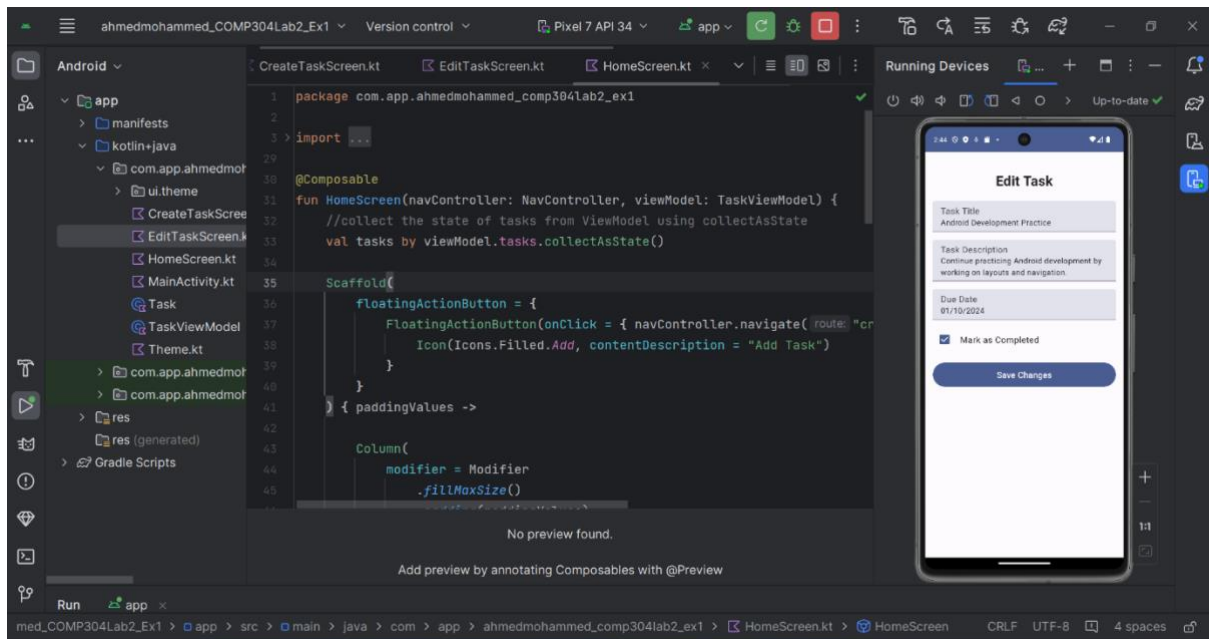 ahmedmohammed_COMP304Lab2_Ex1 Version control Pixel 7 API 34 app
Android
app
manifests
kotlin+java
com.app.ahmedmoh
ui.theme
CreateTaskScree
EditTaskScreen.k
HomeScreen.kt
MainActivity.kt
Task
TaskViewModel
Theme.kt
com.app.ahmedmoh
com.app.ahmedmoh
res
res (generated)
Gradle Scripts
CreateTaskScreen.kt EditTaskScreen.kt HomeScreen.kt
1 package com.app.ahmedmohammed_comp304lab2_ex1
2
3 import ...
29
30 @Composable
31 fun HomeScreen(navController: NavController, viewModel: TaskViewModel) {
32 //collect the state of tasks from ViewModel using collectAsState
33 val tasks by viewModel.tasks.collectAsState()
34
35 Scaffold(
36 floatingActionButton = {
37 FloatingActionButton(onClick = { navController.navigate( route: "cr
38 Icon(Icons.Filled.Add, contentDescription = "Add Task")
39 }
40 }
41 ) { paddingValues ->
42
43 Column(
44 modifier = Modifier
45 .fillMaxSize()
No preview found.
Add preview by annotating Composables with @Preview
Running Devices ...
Up-to-date
2:44
Edit Task
Task Title
Android Development Practice
Task Description
Continue practicing Android development by
working on layouts and navigation.
Due Date
01/10/2024
Mark as Completed
Save Changes
1:1
Run app
med_COMP304Lab2_Ex1 > app > src > main > java > com > app > ahmedmohammed_comp304lab2_ex1 > HomeScreen.kt > HomeScreen CRLF UTF-8 4 spaces